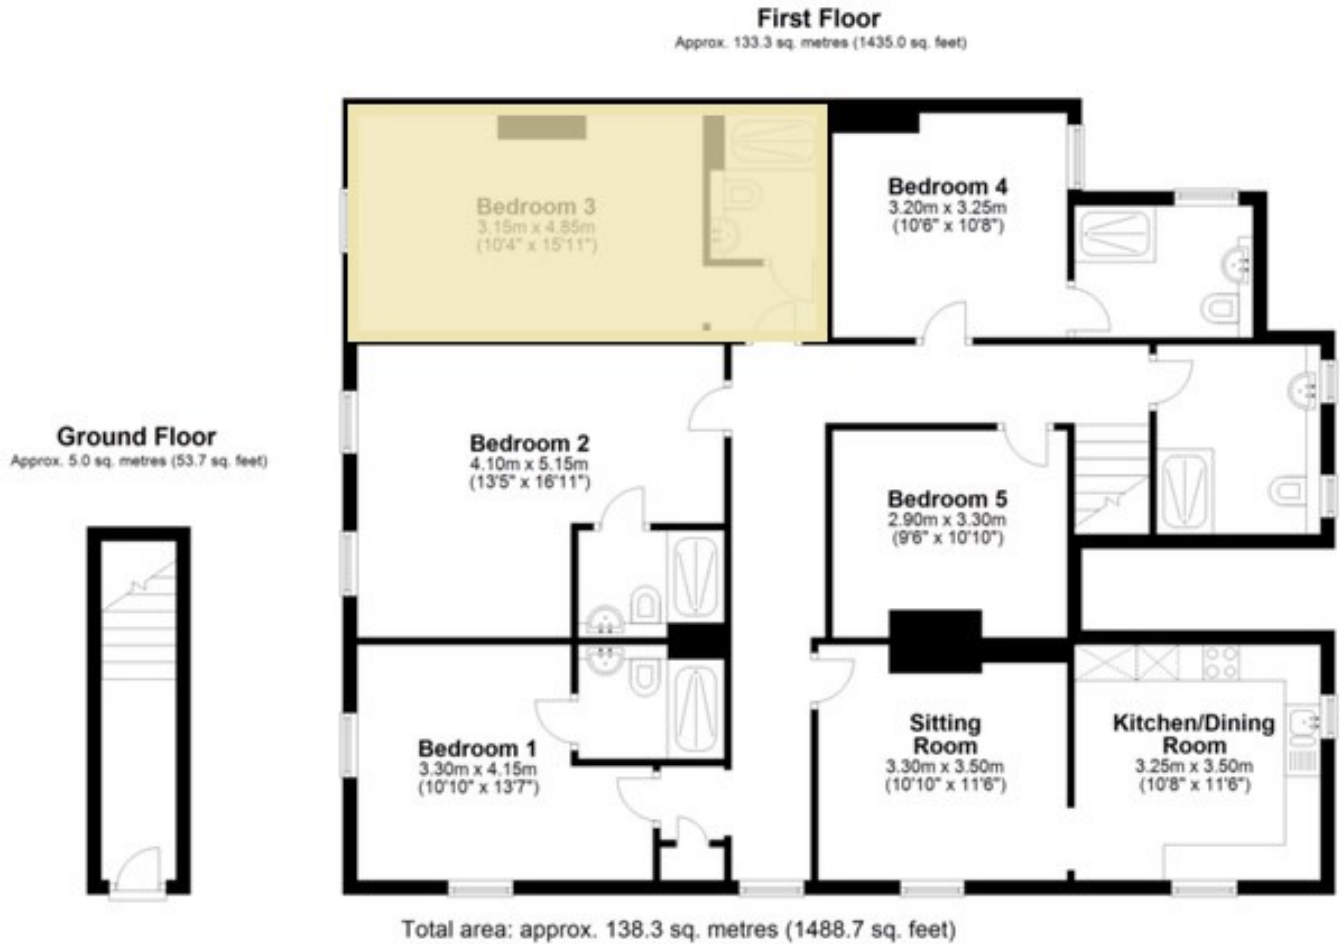 First Floor
Approx. 133.3 sq. metres (1435.0 sq. feet)
Bedroom 3
3.15m x 4.85m
(10'4" x 15'11")
Bedroom 4
3.20m x 3.25m
(10'6" x 10'8")
Ground Floor
Approx. 5.0 sq. metres (53.7 sq. feet)
Bedroom 2
4.10m x 5.15m
(13'5" x 16'11")
Bedroom 5
2.90m x 3.30m
(9'6" x 10'10")
Bedroom 1
3.30m x 4.15m
(10'10" x 13'7")
Sitting
Room
3.30m x 3.50m
(10'10" x 11'6")
Kitchen/Dining
Room
3.25m x 3.50m
(10'8" x 11'6")
Total area: approx. 138.3 sq. metres (1488.7 sq. feet)